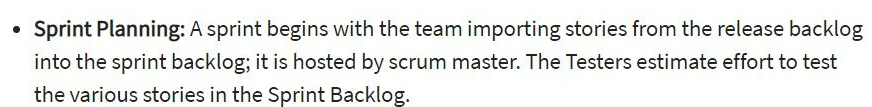 • Sprint Planning: A sprint begins with the team importing stories from the release backlog
into the sprint backlog; it is hosted by scrum master. The Testers estimate effort to test
the various stories in the Sprint Backlog.